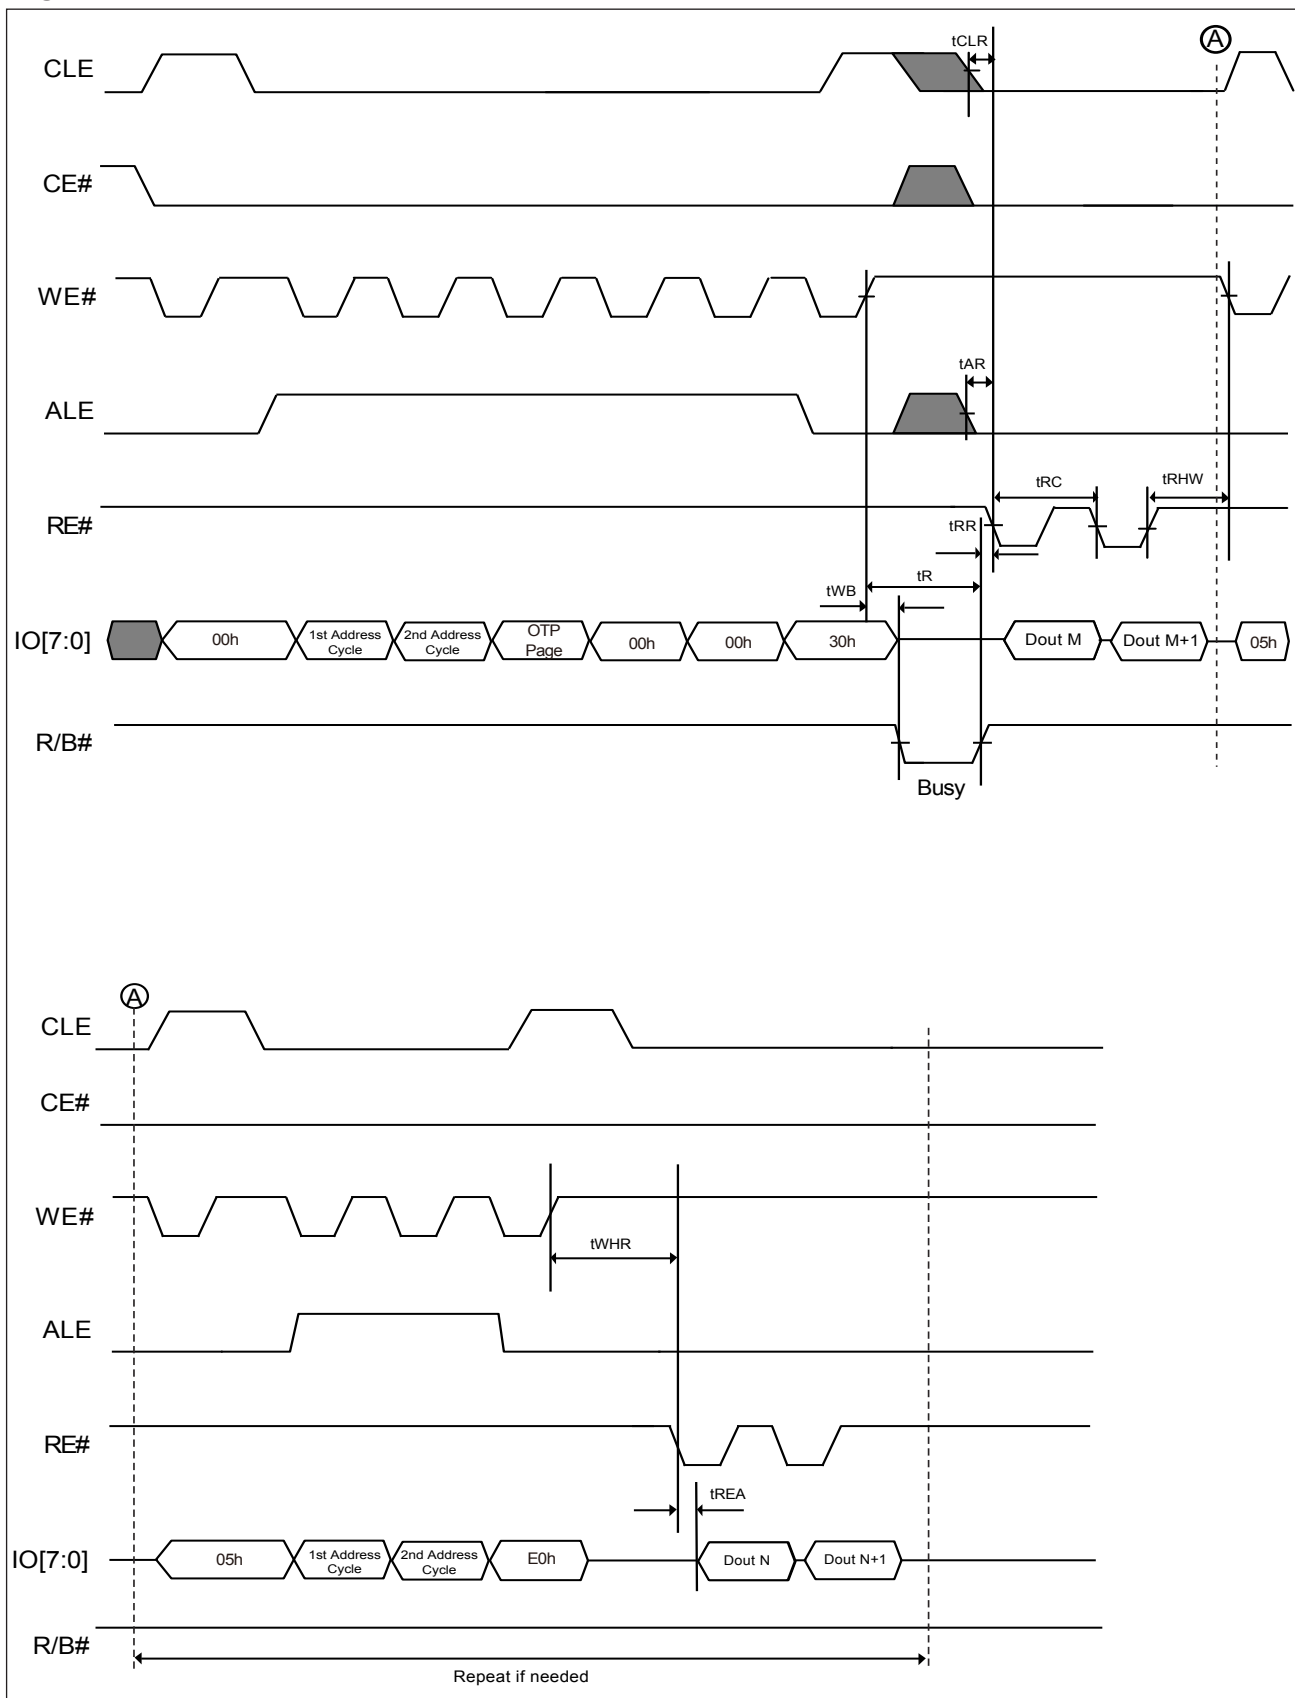 A
tCLR
CLE
CE#
WE#
tAR
ALE
tRC
tRHW
RE#
tRR
tR
tWB
IO[7:0]
00h
1st Address
Cycle
2nd Address
Cycle
OTP
Page
00h
00h
30h
Dout M
Dout M+1
05h
R/B#
Busy
A
CLE
CE#
WE#
tWHR
ALE
RE#
tREA
IO[7:0]
05h
1st Address
Cycle
2nd Address
Cycle
E0h
Dout N
Dout N+1
R/B#
Repeat if needed